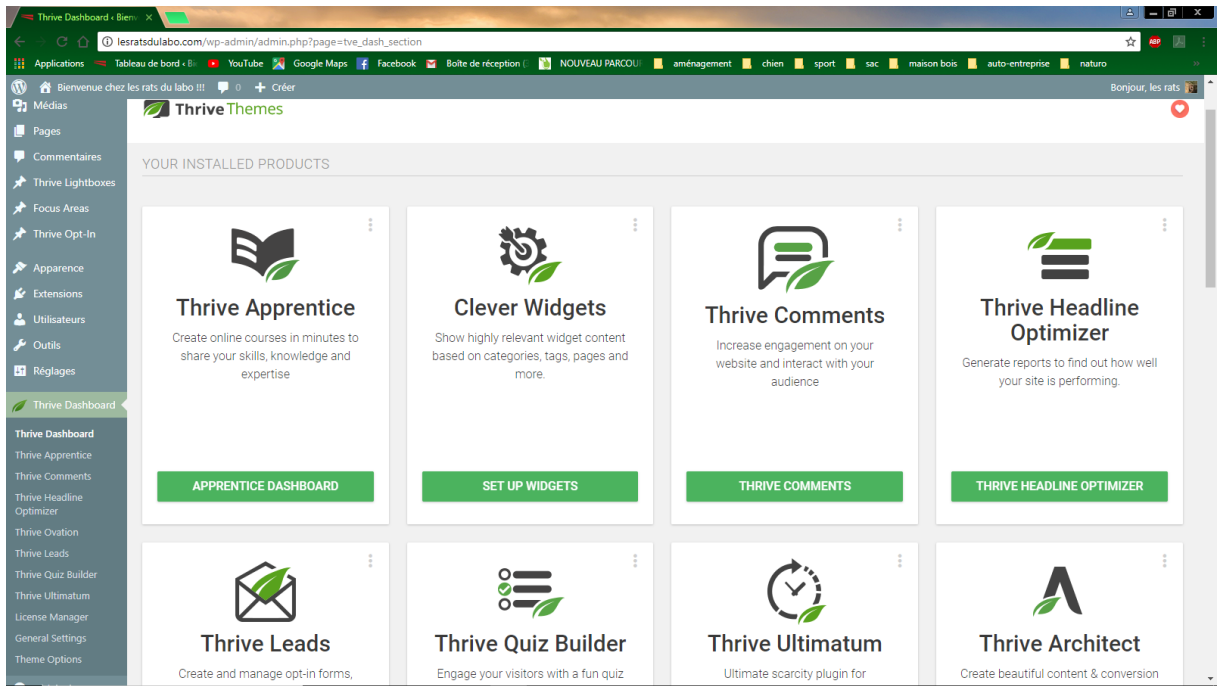 Thrive Dashboard ‹ Bienv
lesratsdulabo.com/wp-admin/admin.php?page=tve_dash_section
ABP
Applications Tableau de bord ‹ Bi YouTube Google Maps Facebook Boîte de réception ( NOUVEAU PARCOU aménagement chien sport sac maison bois auto-entreprise naturo
Bienvenue chez les rats du labo !!! 0 + Créer Bonjour, les rats
Médias
Pages
Commentaires
Thrive Lightboxes
Focus Areas
Thrive Opt-In
Apparence
Extensions
Utilisateurs
Outils
Réglages
Thrive Dashboard
Thrive Dashboard
Thrive Apprentice
Thrive Comments
Thrive Headline
Optimizer
Thrive Ovation
Thrive Leads
Thrive Quiz Builder
Thrive Ultimatum
License Manager
General Settings
Theme Options
Thrive Themes
YOUR INSTALLED PRODUCTS
Thrive Apprentice
Create online courses in minutes to
share your skills, knowledge and
expertise
APPRENTICE DASHBOARD
Clever Widgets
Show highly relevant widget content
based on categories, tags, pages and
more.
SET UP WIDGETS
Thrive Comments
Increase engagement on your
website and interact with your
audience
THRIVE COMMENTS
Thrive Headline
Optimizer
Generate reports to find out how well
your site is performing.
THRIVE HEADLINE OPTIMIZER
Thrive Leads
Create and manage opt-in forms,
Thrive Quiz Builder
Engage your visitors with a fun quiz
Thrive Ultimatum
Ultimate scarcity plugin for
Thrive Architect
Create beautiful content & conversion